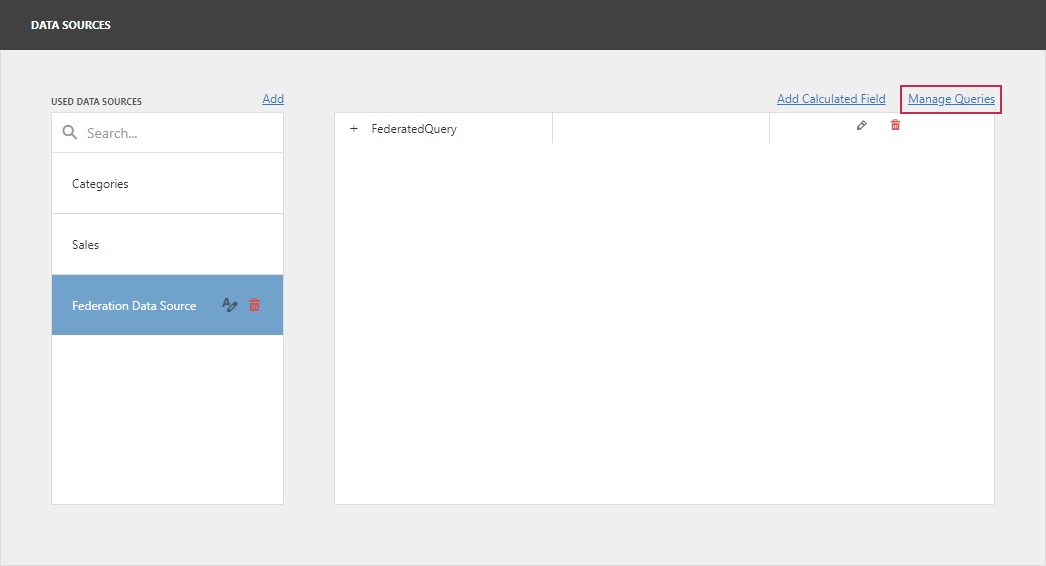 DATA SOURCES
USED DATA SOURCES
Add
Add Calculated Field
Manage Queries
Search...
+ FederatedQuery
Categories
Sales
Federation Data Source